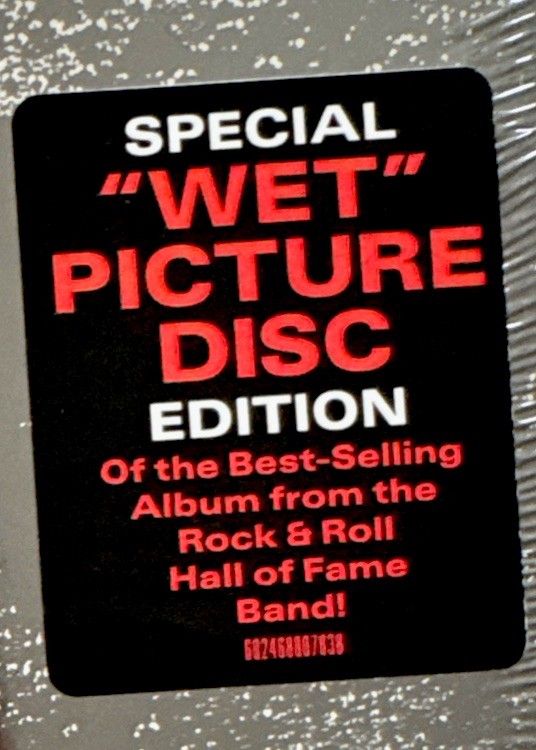 SPECIAL
"WET"
PICTURE
DISC
EDITION
Of the Best-Selling
Album from the
Rock & Roll
Hall of Fame
Band!